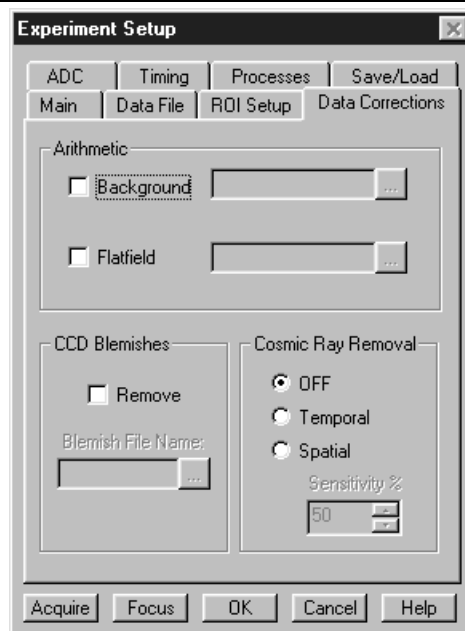 Experiment Setup
ADC Timing Processes Save/Load
Main Data File ROI Setup Data Corrections
Arithmetic
Background ...
Flatfield ...
CCD Blemishes
Remove
Blemish File Name:
...
Cosmic Ray Removal
OFF
Temporal
Spatial
Sensitivity %
50
Acquire Focus OK Cancel Help